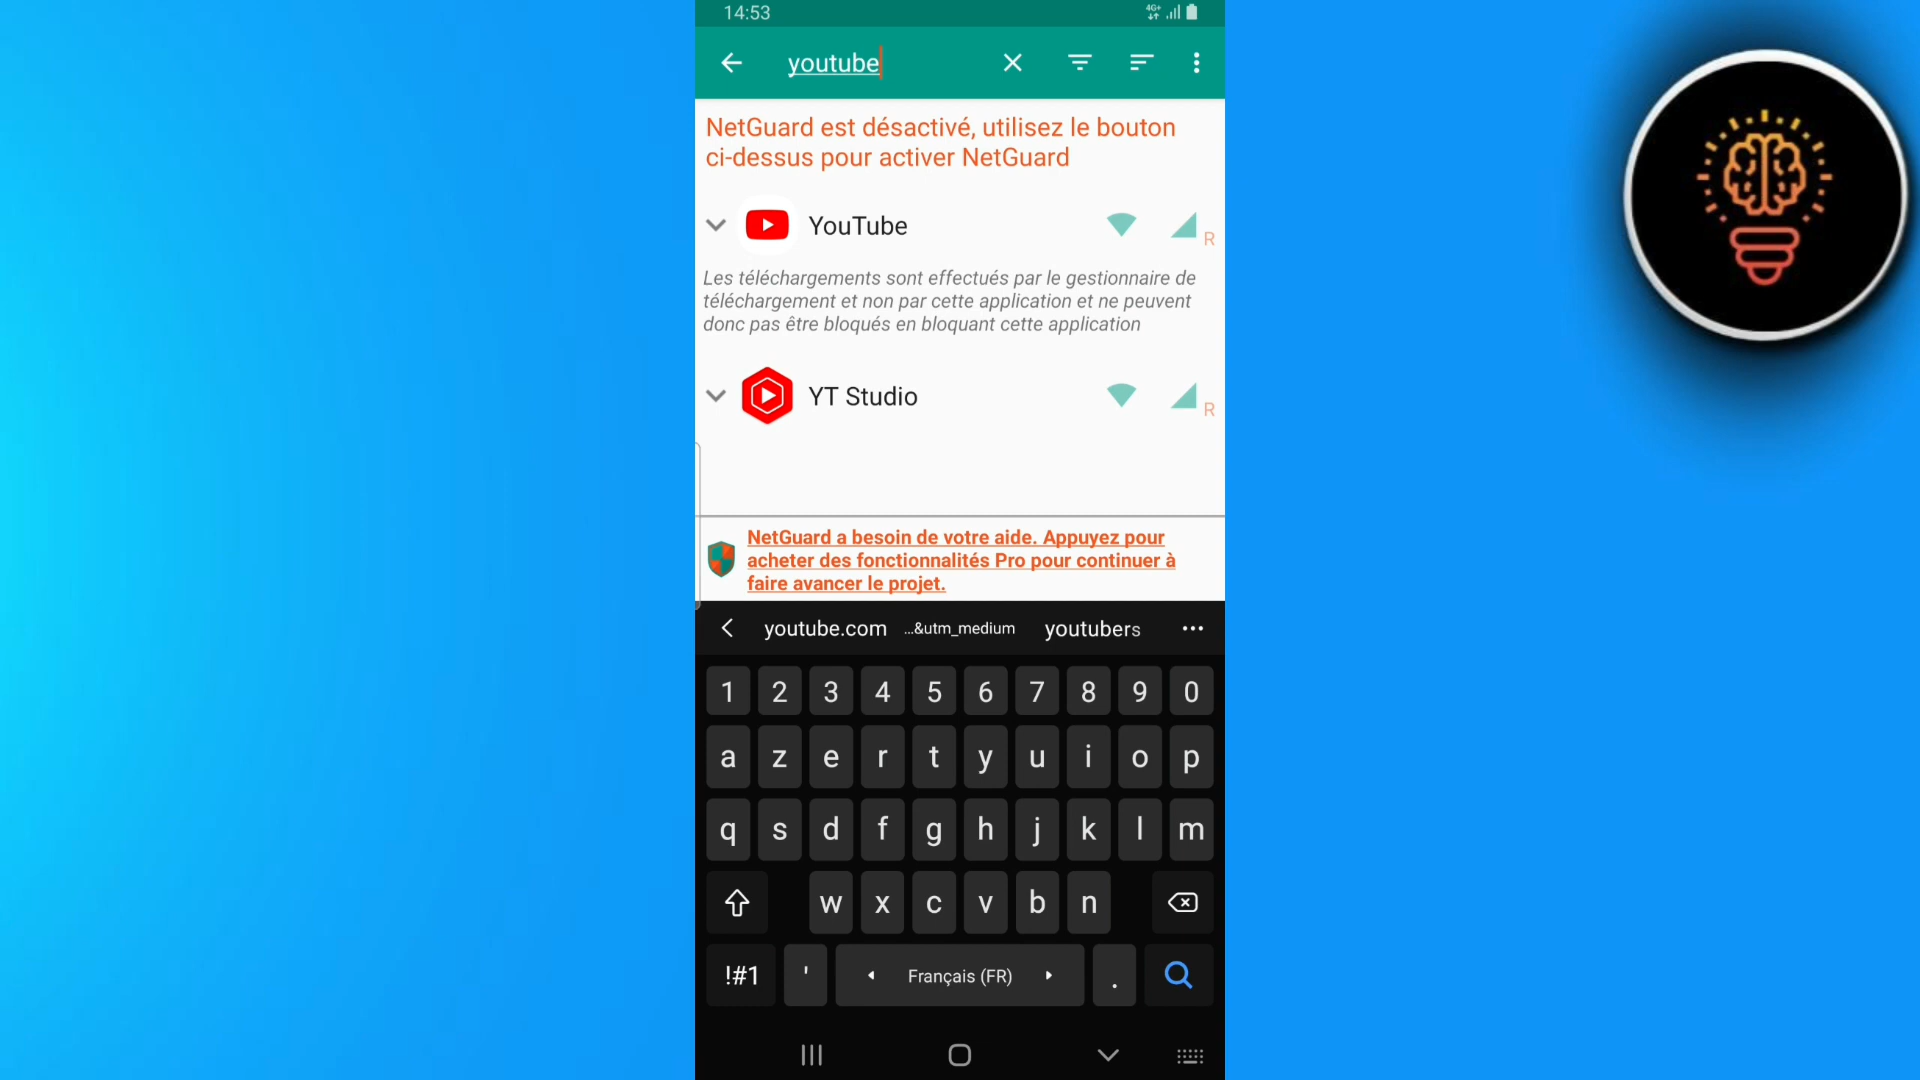 14:53
4G+
youtube
NetGuard est désactivé, utilisez le bouton
ci-dessus pour activer NetGuard
YouTube
R
Les téléchargements sont effectués par le gestionnaire de
téléchargement et non par cette application et ne peuvent
donc pas être bloqués en bloquant cette application
YT Studio
R
NetGuard a besoin de votre aide. Appuyez pour
acheter des fonctionnalités Pro pour continuer à
faire avancer le projet.
youtube.com ...&utm_medium youtubers
1 2 3 4 5 6 7 8 9 0
a z e r t y u i o p
q s d f g h j k l m
w x c v b n
!#1 ' Français (FR) .